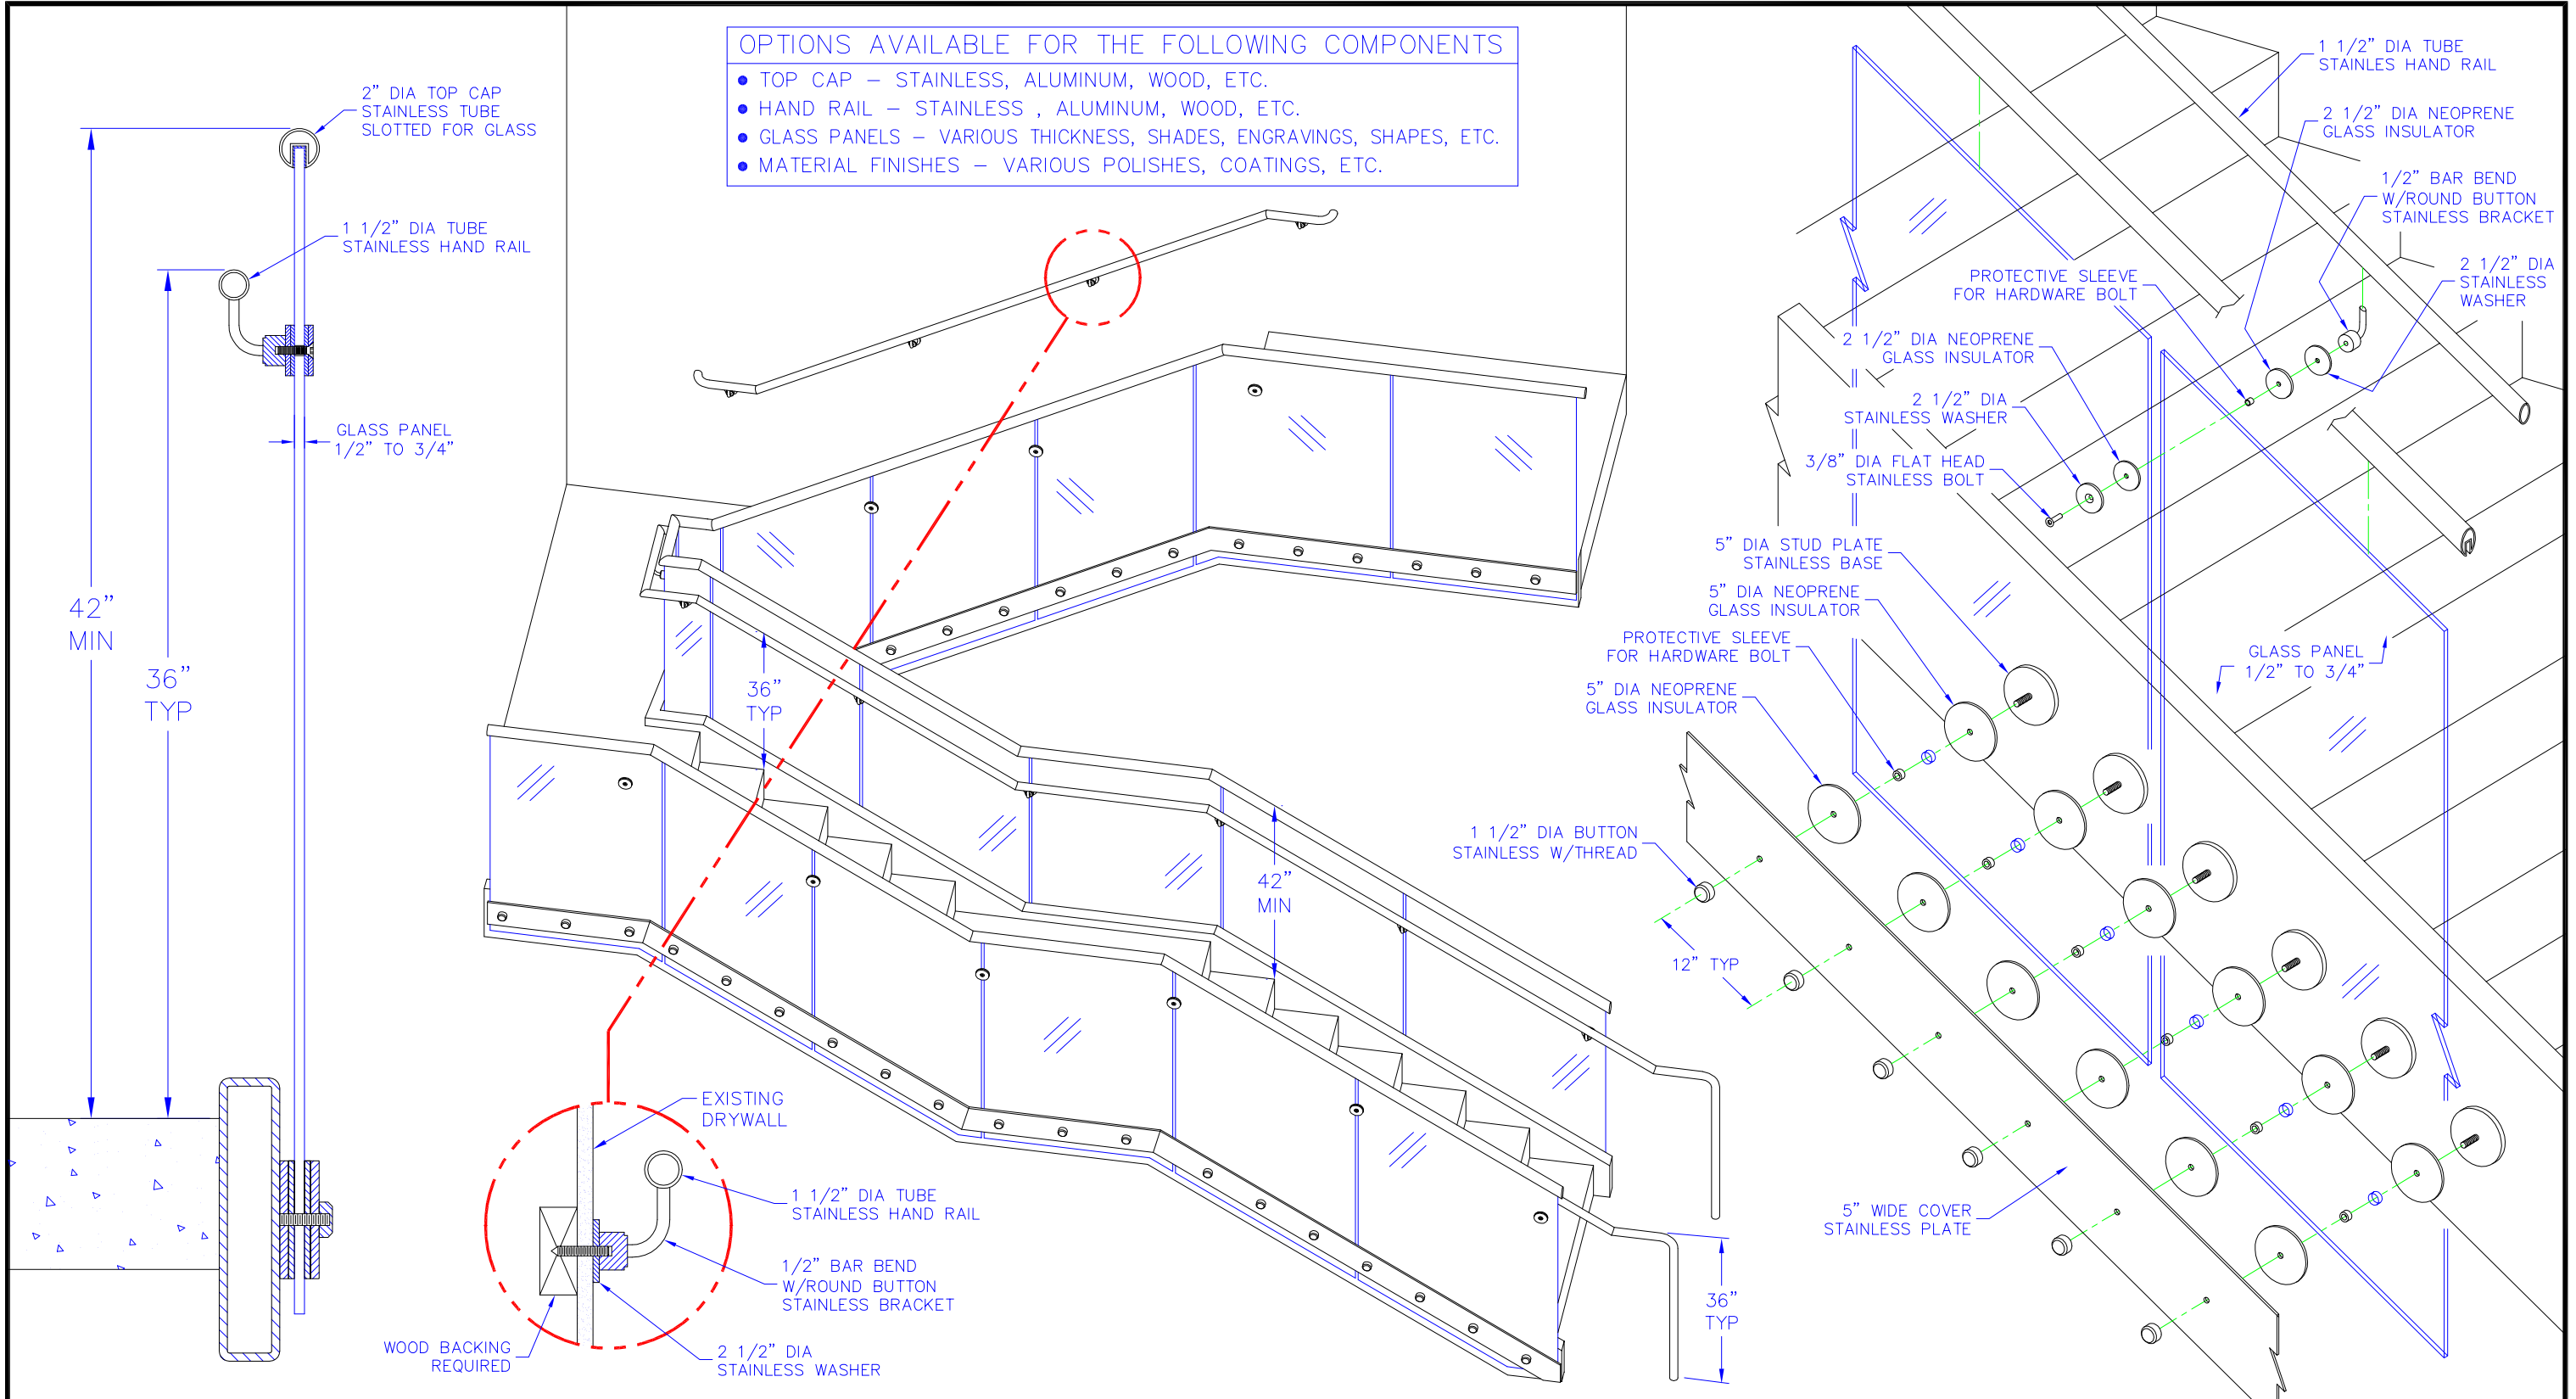 OPTIONS AVAILABLE FOR THE FOLLOWING COMPONENTS
• TOP CAP – STAINLESS, ALUMINUM, WOOD, ETC.
• HAND RAIL – STAINLESS , ALUMINUM, WOOD, ETC.
• GLASS PANELS – VARIOUS THICKNESS, SHADES, ENGRAVINGS, SHAPES, ETC.
• MATERIAL FINISHES – VARIOUS POLISHES, COATINGS, ETC.
2" DIA TOP CAP
STAINLESS TUBE
SLOTTED FOR GLASS
1 1/2" DIA TUBE
STAINLESS HAND RAIL
GLASS PANEL
1/2" TO 3/4"
42"
MIN
36"
TYP
36"
TYP
42"
MIN
36"
TYP
EXISTING
DRYWALL
1 1/2" DIA TUBE
STAINLESS HAND RAIL
1/2" BAR BEND
W/ROUND BUTTON
STAINLESS BRACKET
2 1/2" DIA
STAINLESS WASHER
WOOD BACKING
REQUIRED
1 1/2" DIA TUBE
STAINLES HAND RAIL
2 1/2" DIA NEOPRENE
GLASS INSULATOR
1/2" BAR BEND
W/ROUND BUTTON
STAINLESS BRACKET
2 1/2" DIA
STAINLESS
WASHER
PROTECTIVE SLEEVE
FOR HARDWARE BOLT
2 1/2" DIA NEOPRENE
GLASS INSULATOR
2 1/2" DIA
STAINLESS WASHER
3/8" DIA FLAT HEAD
STAINLESS BOLT
5" DIA STUD PLATE
STAINLESS BASE
5" DIA NEOPRENE
GLASS INSULATOR
PROTECTIVE SLEEVE
FOR HARDWARE BOLT
5" DIA NEOPRENE
GLASS INSULATOR
GLASS PANEL
1/2" TO 3/4"
1 1/2" DIA BUTTON
STAINLESS W/THREAD
12" TYP
5" WIDE COVER
STAINLESS PLATE